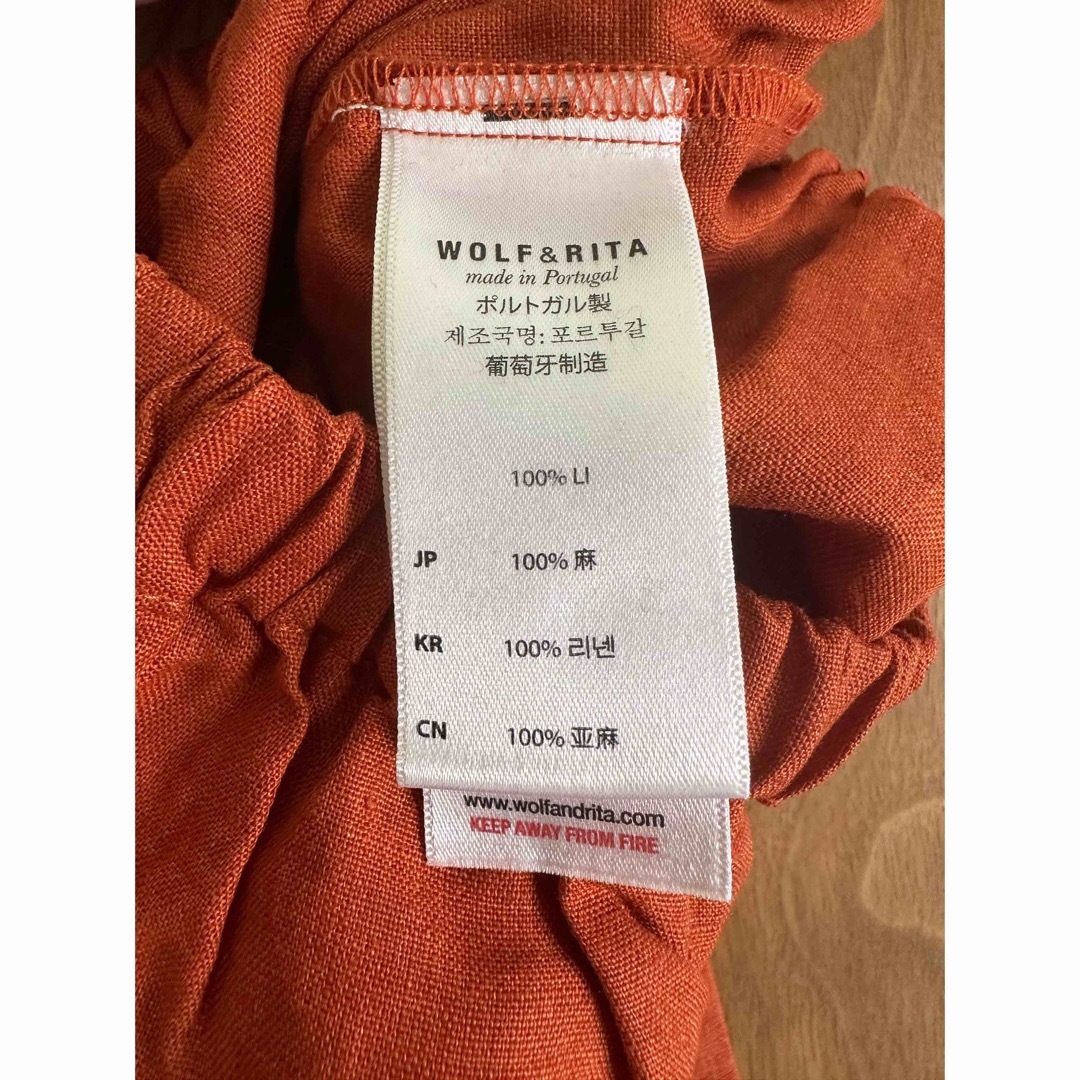 WOLF & RITA
made in Portugal
ポルトガル製
제조국명: 포르투갈
葡萄牙制造
100% LI
JP 100% 麻
KR 100% 리넨
CN 100% 亚麻
www.wolfandrita.com
KEEP AWAY FROM FIRE